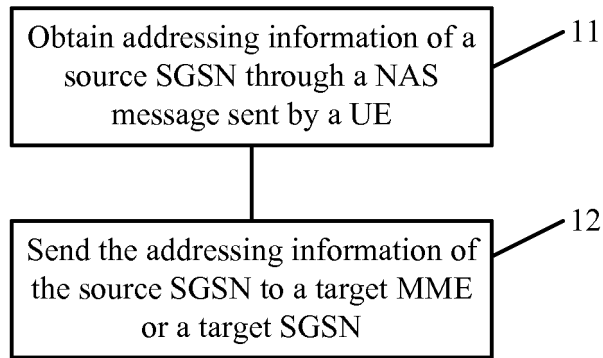 Obtain addressing information of a
source SGSN through a NAS
message sent by a UE
11
Send the addressing information of
the source SGSN to a target MME
or a target SGSN
12